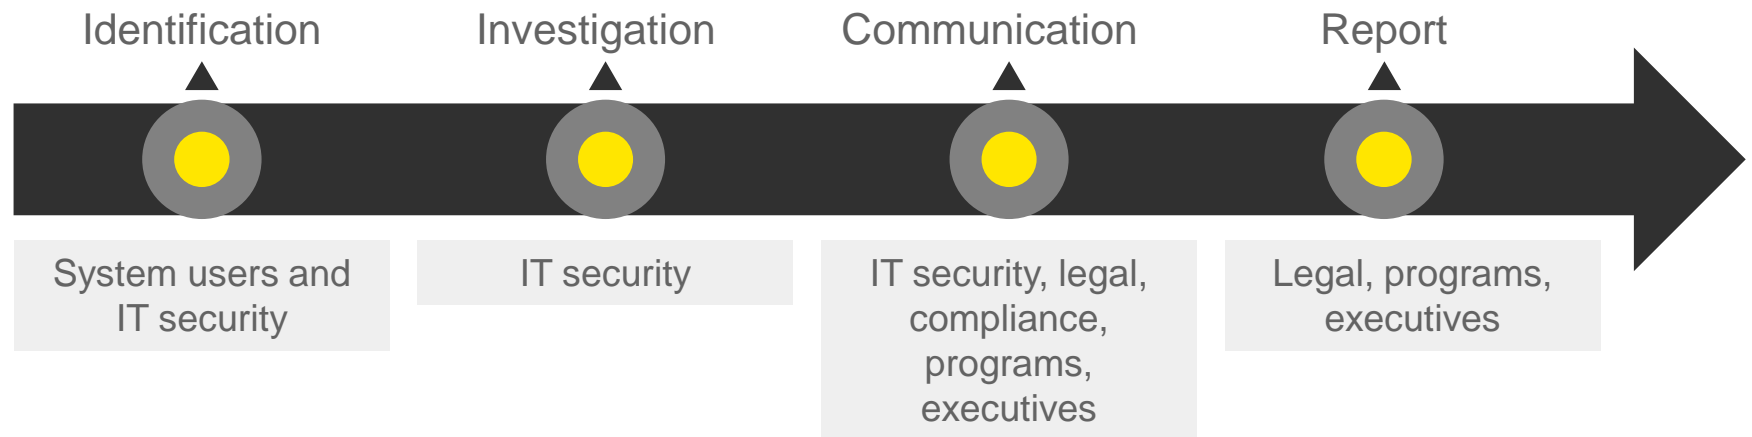 Identification
Investigation
Communication
Report
System users and
IT security
IT security
IT security, legal,
compliance,
programs,
executives
Legal, programs,
executives